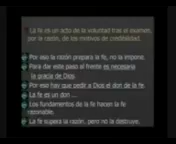 La fe es un acto de la voluntad tras el examen,
por la razón, de los motivos de credibilidad.
Por eso la razón prepara la fe, no la impone.
Para dar este paso al frente es necesaria
la gracia de Dios.
Por eso hay que pedir a Dios el don de la fe.
La fe es un don ...
Los fundamentos de la fe hacen la fe
razonable.
La fe supera la razón, pero no la destruye.